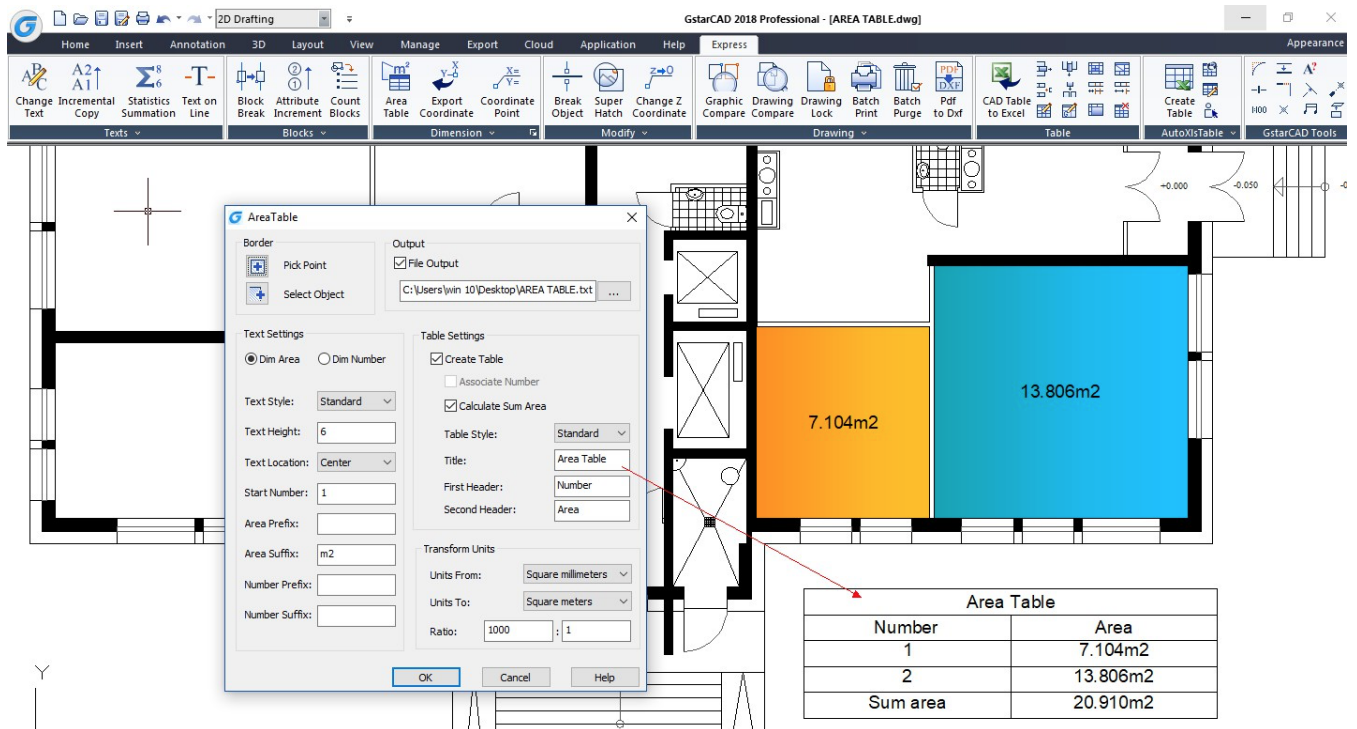 2D Drafting
GstarCAD 2018 Professional - [AREA TABLE.dwg]
Home Insert Annotation 3D Layout View Manage Export Cloud Application Help Express Appearance
Change Text
Incremental Copy
Statistics Summation
Text on Line
Block Break
Attribute Increment
Count Blocks
Area Table
Export Coordinate
Coordinate Point
Break Object
Super Hatch
Change Z Coordinate
Graphic Compare
Drawing Compare
Drawing Lock
Batch Print
Batch Purge
Pdf to Dxf
CAD Table to Excel
Create Table
Texts Blocks Dimension Modify Drawing Table AutoXlsTable GstarCAD Tools
+0.000
-0.050
AreaTable
Border
Pick Point
Select Object
Output
File Output
C:\Users\win 10\Desktop\AREA TABLE.txt ...
Text Settings
Dim Area Dim Number
Text Style: Standard
Text Height: 6
Text Location: Center
Start Number: 1
Area Prefix:
Area Suffix: m2
Number Prefix:
Number Suffix:
Table Settings
Create Table
Associate Number
Calculate Sum Area
Table Style: Standard
Title: Area Table
First Header: Number
Second Header: Area
Transform Units
Units From: Square millimeters
Units To: Square meters
Ratio: 1000 : 1
OK Cancel Help
7.104m2
13.806m2
Area Table
Number Area
1 7.104m2
2 13.806m2
Sum area 20.910m2
Y